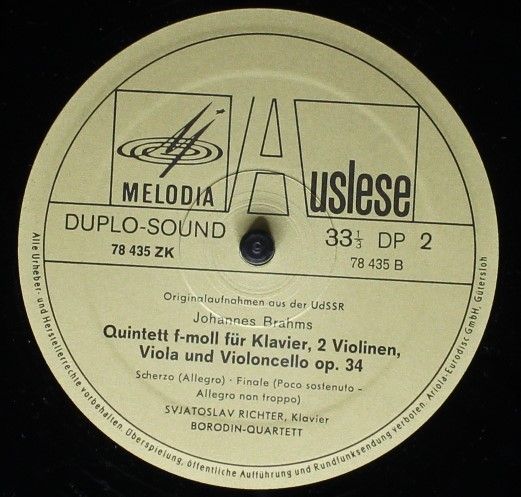 MELODIA
Auslese
DUPLO-SOUND
78 435 ZK
33⅓ DP 2
78 435 B
Originalaufnahmen aus der UdSSR
Johannes Brahms
Quintett f-moll für Klavier, 2 Violinen,
Viola und Violoncello op. 34
Scherzo (Allegro) · Finale (Poco sostenuto -
Allegro non troppo)
SVJATOSLAV RICHTER, Klavier
BORODIN-QUARTETT
Alle Urheber- und Herstellerrechte vorbehalten. Überspielung, öffentliche Aufführung und Rundfunksendung verboten. Ariola-Eurodisc GmbH, Gütersloh